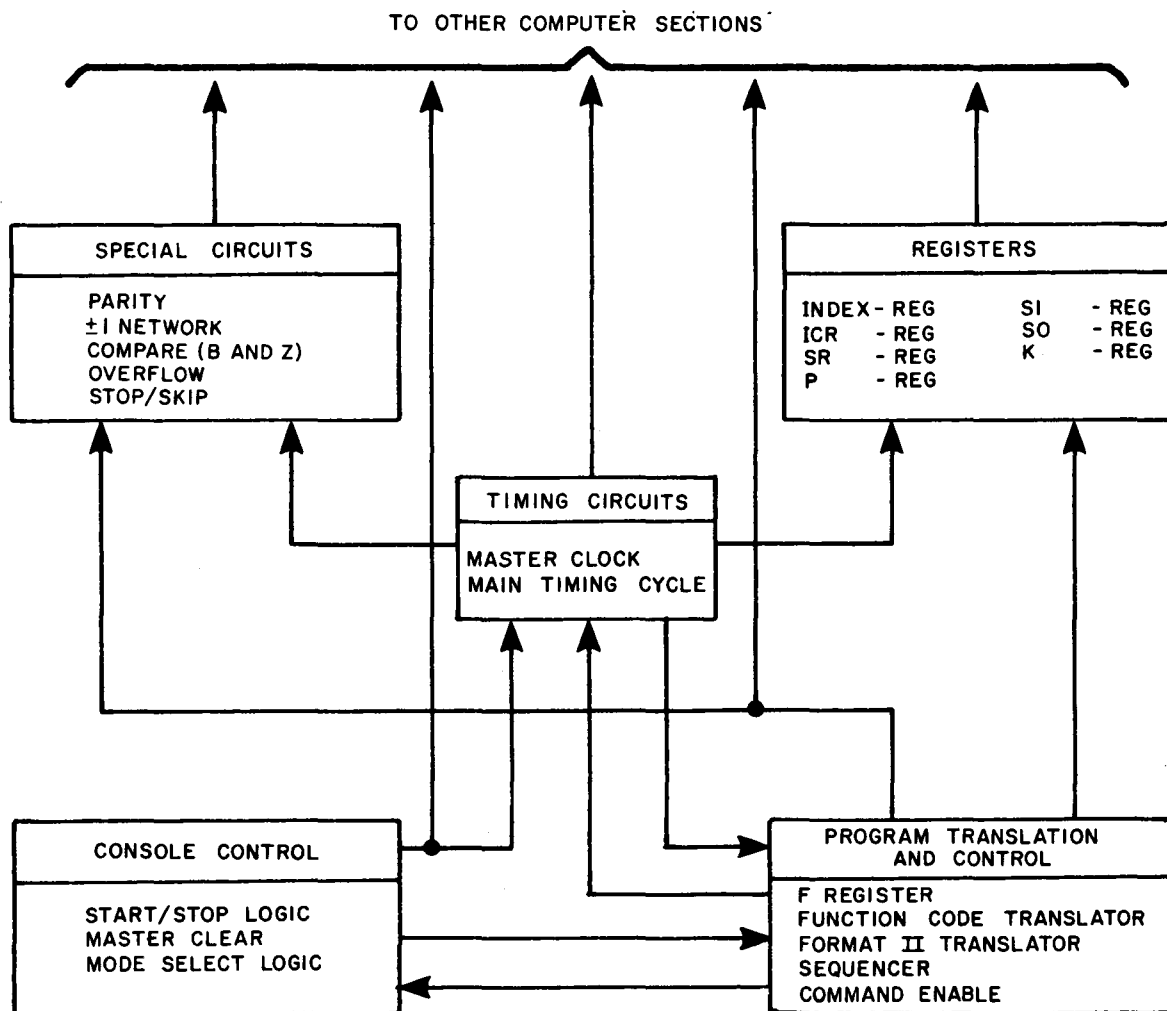 TO OTHER COMPUTER SECTIONS
SPECIAL CIRCUITS
PARITY
±1 NETWORK
COMPARE (B AND Z)
OVERFLOW
STOP/SKIP
REGISTERS
INDEX - REG
ICR - REG
SR - REG
P - REG
SI - REG
SO - REG
K - REG
TIMING CIRCUITS
MASTER CLOCK
MAIN TIMING CYCLE
CONSOLE CONTROL
START/STOP LOGIC
MASTER CLEAR
MODE SELECT LOGIC
PROGRAM TRANSLATION
AND CONTROL
F REGISTER
FUNCTION CODE TRANSLATOR
FORMAT II TRANSLATOR
SEQUENCER
COMMAND ENABLE